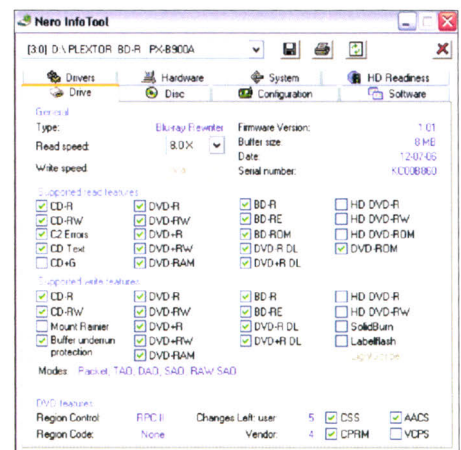 Nero InfoTool
[3.0] D:\ PLEXTOR BD-R PX-B900A
Drivers Hardware System HD Readiness
Drive Disc Configuration Software
General
Type: Blu-ray Rewriter Firmware Version: 1.01
Read speed: 8.0 X Buffer size: 8 MB
Date: 12-07-06
Write speed: n/a Serial number: KC00B860
Supported read features
CD-R DVD-R BD-R HD DVD-R
CD-RW DVD-RW BD-RE HD DVD-RW
C2 Errors DVD+R BD-ROM HD DVD-ROM
CD Text DVD+RW DVD-R DL DVD-ROM
CD+G DVD-RAM DVD+R DL
Supported write features
CD-R DVD-R BD-R HD DVD-R
CD-RW DVD-RW BD-RE HD DVD-RW
Mount Rainier DVD+R DVD-R DL SolidBurn
Buffer underrun protection DVD+RW DVD+R DL Labelflash
DVD-RAM LightScribe
Modes: Packet, TAO, DAO, SAO, RAW SAO
DVD features
Region Control: RPC II Changes Left: user: 5 CSS AACS
Region Code: None Vendor: 4 CPRM VCPS